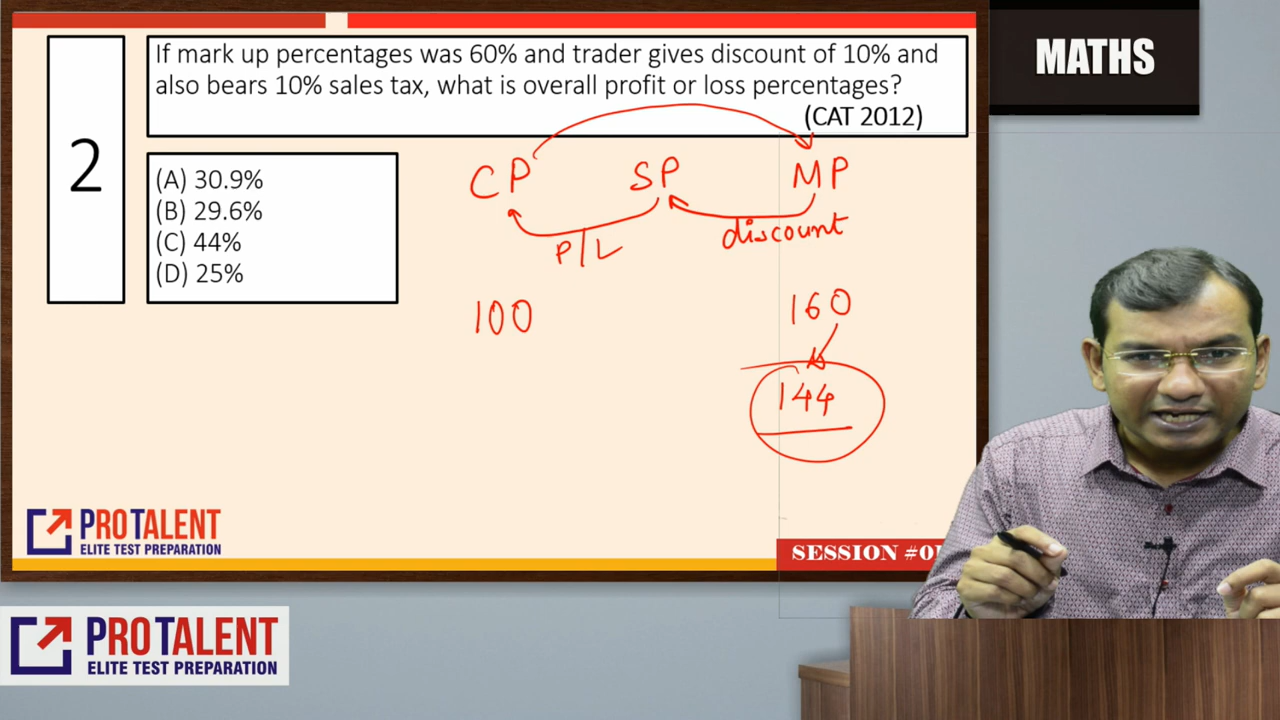 MATHS
2
If mark up percentages was 60% and trader gives discount of 10% and
also bears 10% sales tax, what is overall profit or loss percentages?
(CAT 2012)
(A) 30.9%
(B) 29.6%
(C) 44%
(D) 25%
CP SP MP
P/L discount
100 160
144
PROTALENT
ELITE TEST PREPARATION
SESSION #0
PROTALENT
ELITE TEST PREPARATION